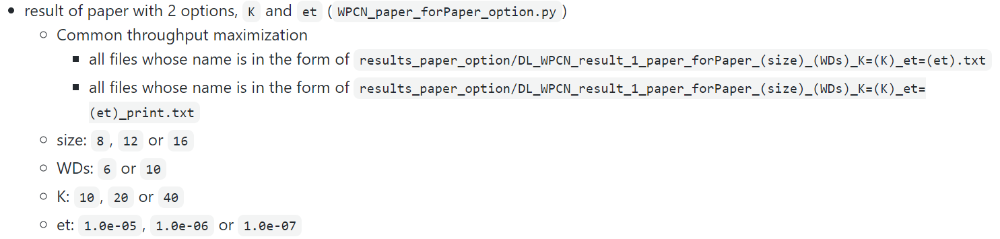 • result of paper with 2 options, K and et (WPCN_paper_forPaper_option.py)
○ Common throughput maximization
▪ all files whose name is in the form of results_paper_option/DL_WPCN_result_1_paper_forPaper_(size)_(WDs)_K=(K)_et=(et).txt
▪ all files whose name is in the form of results_paper_option/DL_WPCN_result_1_paper_forPaper_(size)_(WDs)_K=(K)_et=
(et)_print.txt
○ size: 8, 12 or 16
○ WDs: 6 or 10
○ K: 10, 20 or 40
○ et: 1.0e-05, 1.0e-06 or 1.0e-07